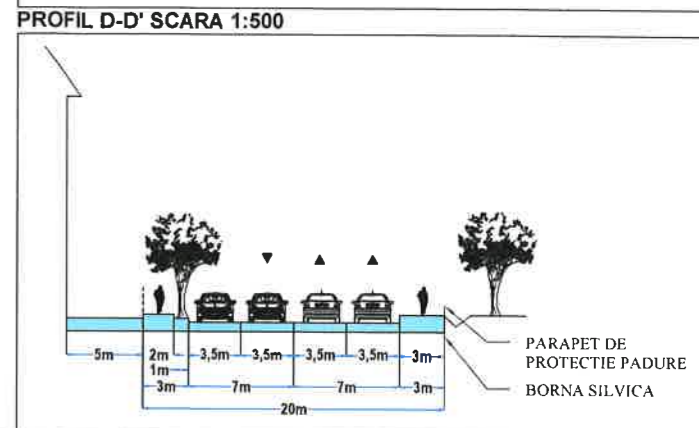 PROFIL D-D' SCARA 1:500
5m 2m 3,5m 3,5m 3,5m 3,5m 3m
1m
3m 7m 7m 3m
20m
PARAPET DE
PROTECTIE PADURE
BORNA SILVICA